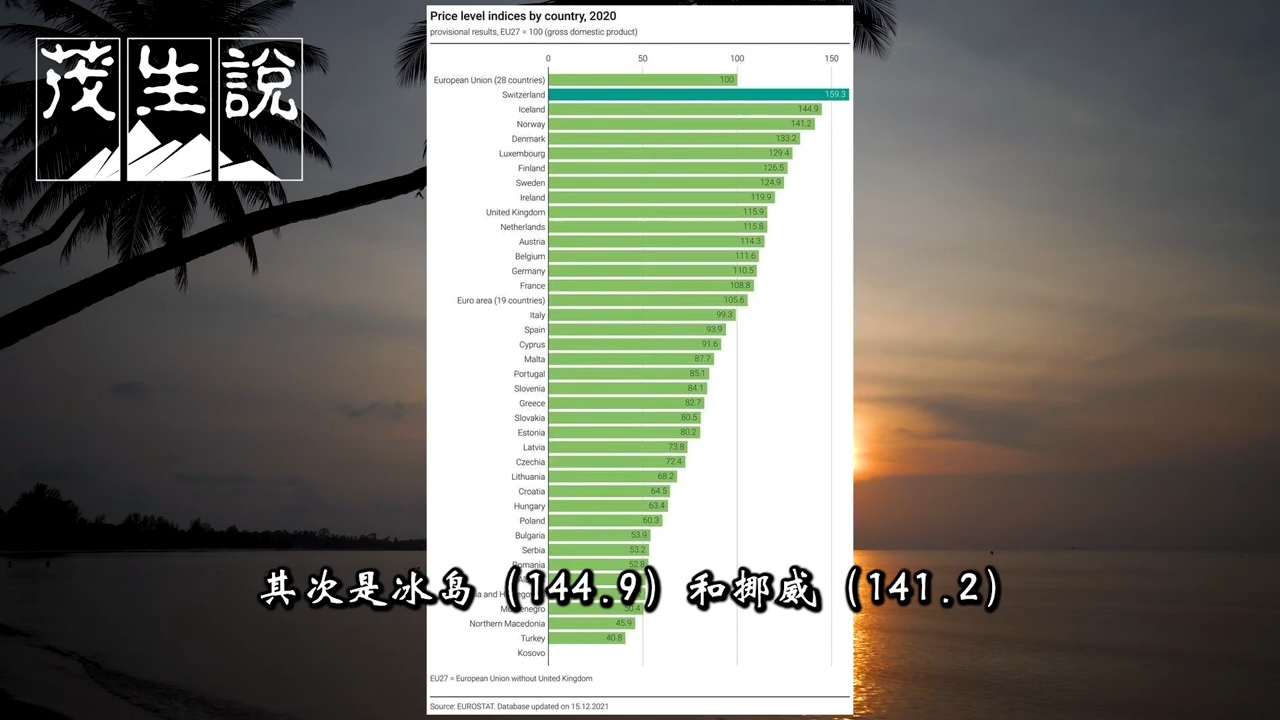 茂生說
Price level indices by country, 2020
provisional results, EU27 = 100 (gross domestic product)
0 50 100 150
European Union (28 countries) 100
Switzerland 159.3
Iceland 144.9
Norway 141.2
Denmark 133.2
Luxembourg 129.4
Finland 126.5
Sweden 124.9
Ireland 119.9
United Kingdom 115.9
Netherlands 115.8
Austria 114.3
Belgium 111.6
Germany 110.5
France 108.8
Euro area (19 countries) 105.6
Italy 99.3
Spain 93.9
Cyprus 91.6
Malta 87.7
Portugal 85.1
Slovenia 84.1
Greece 82.7
Slovakia 80.5
Estonia 80.2
Latvia 73.8
Czechia 72.4
Lithuania 68.2
Croatia 64.5
Hungary 63.4
Poland 60.3
Bulgaria 53.9
Serbia 53.2
Romania 52.8
其次是冰岛（144.9）和挪威（141.2）
Montenegro 50.4
Northern Macedonia 45.9
Turkey 40.8
Kosovo
EU27 = European Union without United Kingdom
Source: EUROSTAT. Database updated on 15.12.2021